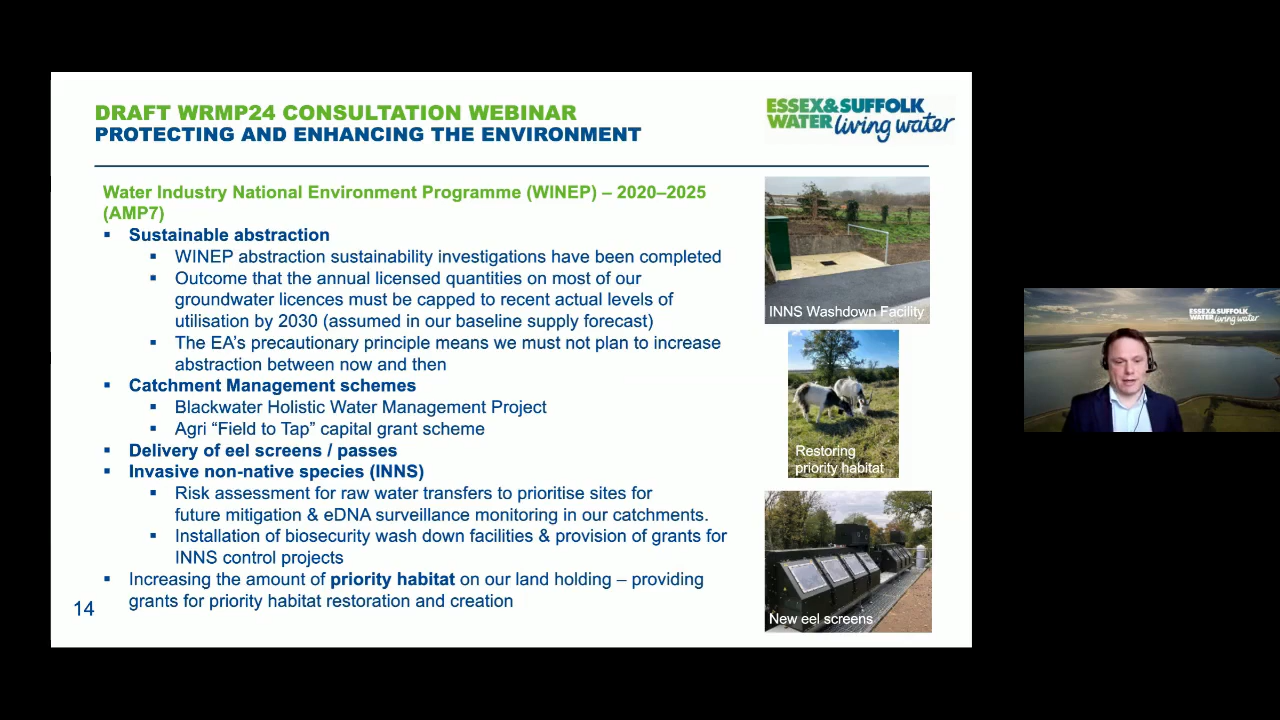 DRAFT WRMP24 CONSULTATION WEBINAR
PROTECTING AND ENHANCING THE ENVIRONMENT
ESSEX&SUFFOLK
WATER living water
Water Industry National Environment Programme (WINEP) – 2020–2025
(AMP7)
▪ Sustainable abstraction
▪ WINEP abstraction sustainability investigations have been completed
▪ Outcome that the annual licensed quantities on most of our
groundwater licences must be capped to recent actual levels of
utilisation by 2030 (assumed in our baseline supply forecast)
▪ The EA’s precautionary principle means we must not plan to increase
abstraction between now and then
▪ Catchment Management schemes
▪ Blackwater Holistic Water Management Project
▪ Agri “Field to Tap” capital grant scheme
▪ Delivery of eel screens / passes
▪ Invasive non-native species (INNS)
▪ Risk assessment for raw water transfers to prioritise sites for
future mitigation & eDNA surveillance monitoring in our catchments.
▪ Installation of biosecurity wash down facilities & provision of grants for
INNS control projects
▪ Increasing the amount of priority habitat on our land holding – providing
grants for priority habitat restoration and creation
14
INNS Washdown Facility
Restoring
priority habitat
New eel screens
ESSEX&SUFFOLK
WATER living water